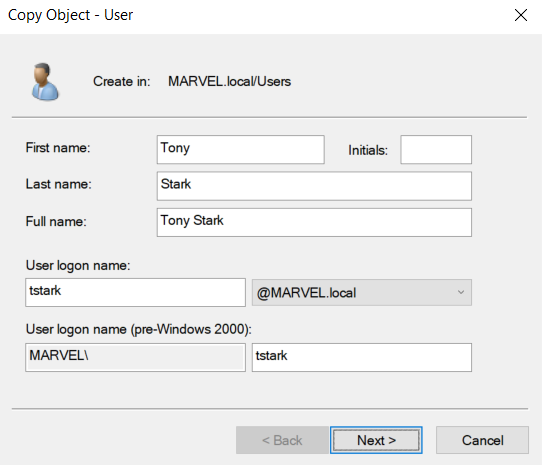 Copy Object - User
Create in: MARVEL.local/Users
First name: Tony Initials:
Last name: Stark
Full name: Tony Stark
User logon name:
tstark @MARVEL.local
User logon name (pre-Windows 2000):
MARVEL\ tstark
< Back Next > Cancel